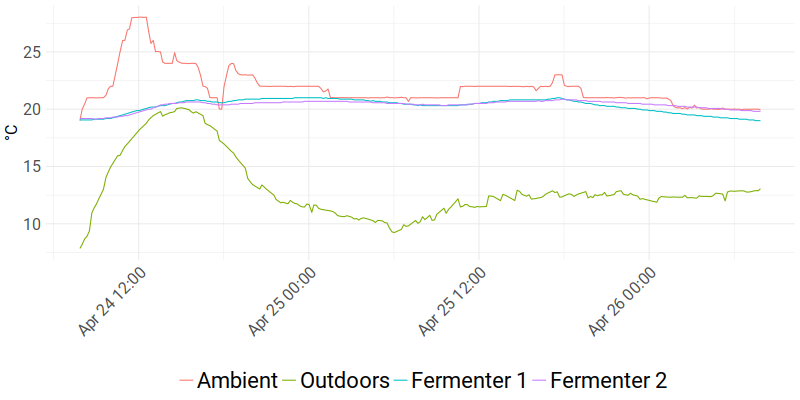 °C
25
20
15
10
Apr 24 12:00
Apr 25 00:00
Apr 25 12:00
Apr 26 00:00
Ambient Outdoors Fermenter 1 Fermenter 2